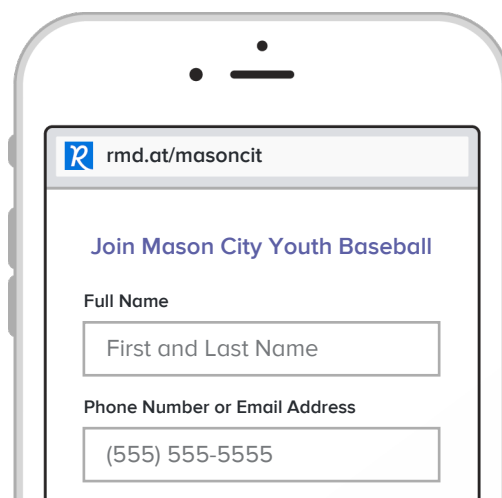 R rmd.at/masoncit
Join Mason City Youth Baseball
Full Name
First and Last Name
Phone Number or Email Address
(555) 555-5555